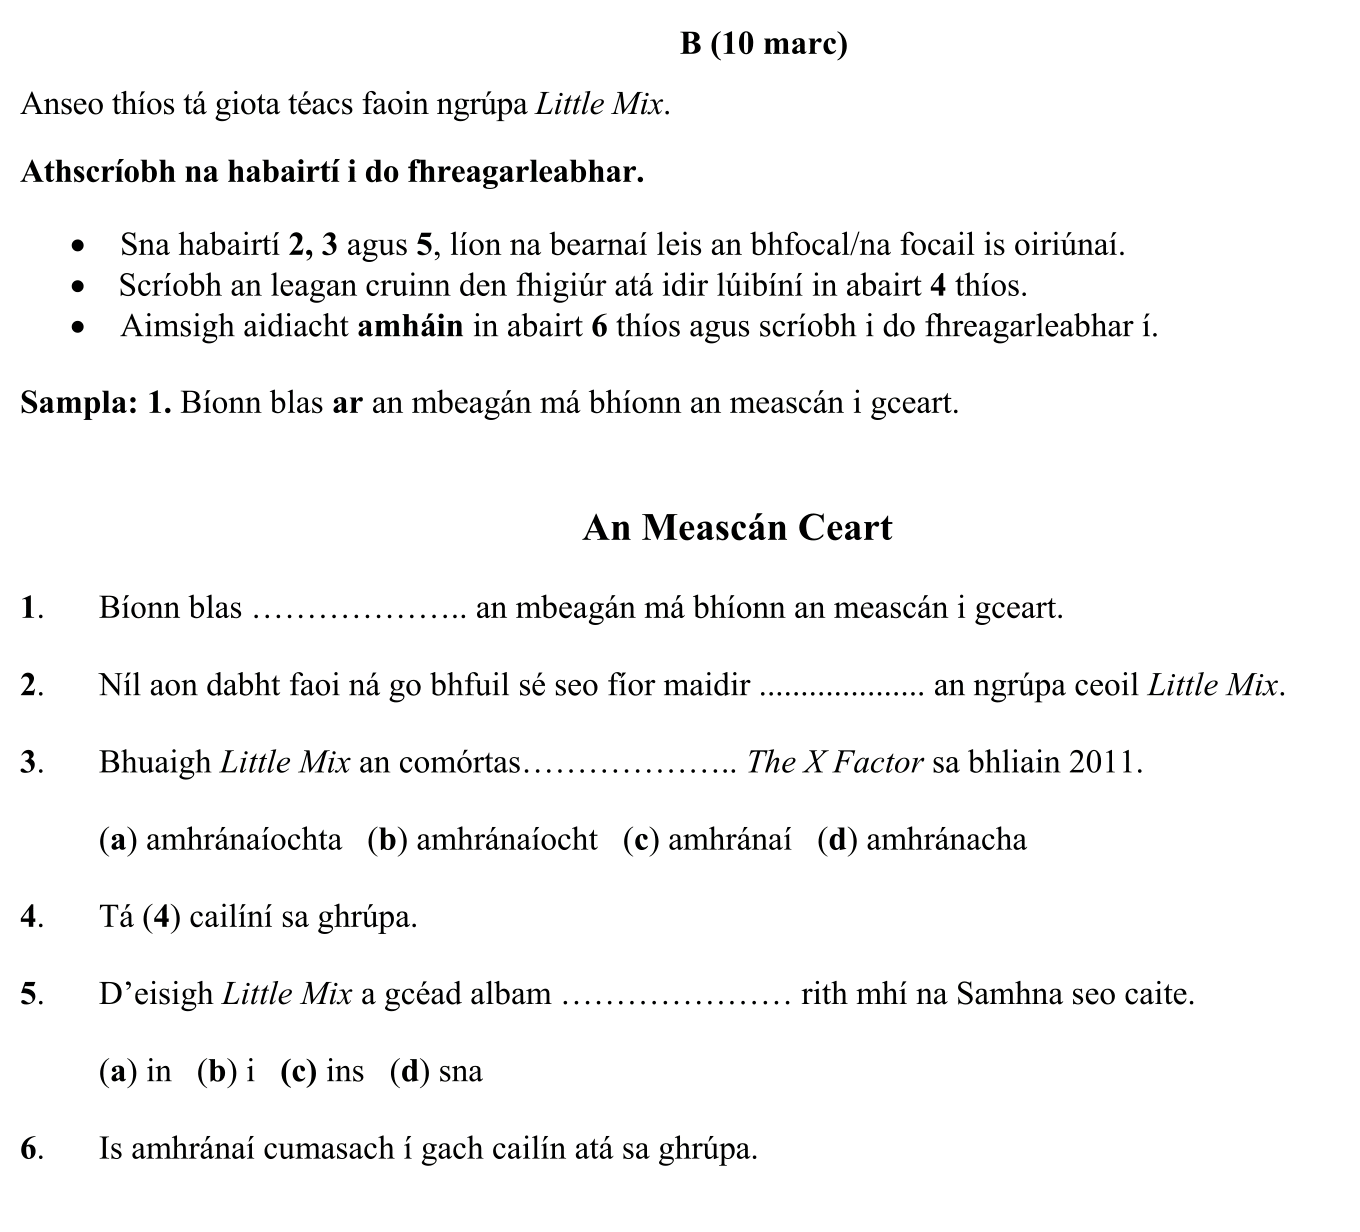 B (10 marc)
Anseo thíos tá giota téacs faoin ngrúpa Little Mix.
Athscríobh na habairtí i do fhreagarleabhar.
• Sna habairtí 2, 3 agus 5, líon na bearnaí leis an bhfocal/na focail is oiriúnaí.
• Scríobh an leagan cruinn den fhigiúr atá idir lúibíní in abairt 4 thíos.
• Aimsigh aidiacht amháin in abairt 6 thíos agus scríobh i do fhreagarleabhar í.
Sampla: 1. Bíonn blas ar an mbeagán má bhíonn an meascán i gceart.
An Meascán Ceart
1. Bíonn blas ………………….. an mbeagán má bhíonn an meascán i gceart.
2. Níl aon dabht faoi ná go bhfuil sé seo fíor maidir .................... an ngrúpa ceoil Little Mix.
3. Bhuaigh Little Mix an comórtas………………….. The X Factor sa bhliain 2011.
(a) amhránaíochta (b) amhránaíocht (c) amhránaí (d) amhránacha
4. Tá (4) cailíní sa ghrúpa.
5. D’eisigh Little Mix a gcéad albam ………………….. rith mhí na Samhna seo caite.
(a) in (b) i (c) ins (d) sna
6. Is amhránaí cumasach í gach cailín atá sa ghrúpa.